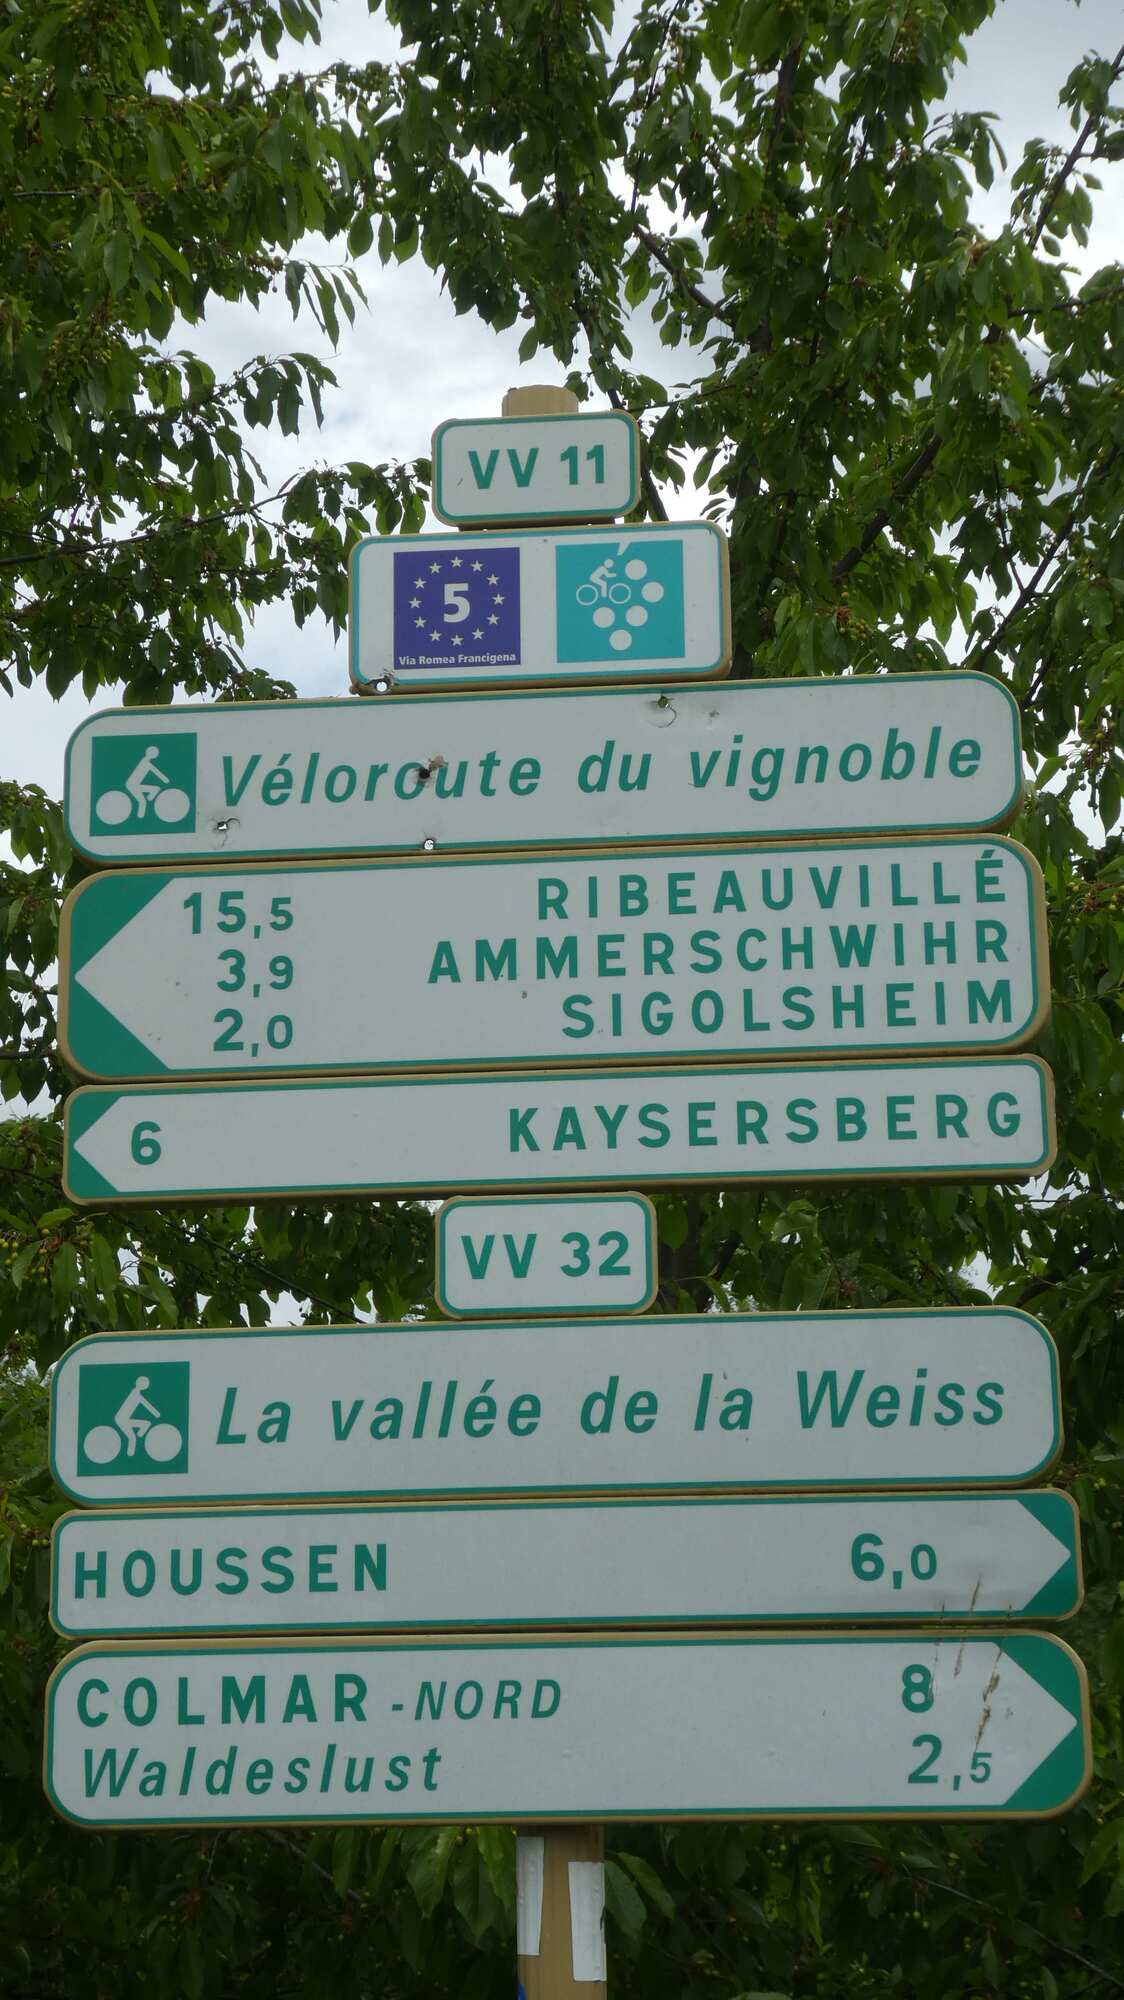 VV 11
5
Via Romea Francigena
Véloroute du vignoble
15,5 RIBEAUVILLÉ
3,9 AMMERSCHWIHR
2,0 SIGOLSHEIM
6 KAYSERSBERG
VV 32
La vallée de la Weiss
HOUSSEN 6,0
COLMAR -NORD 8
Waldeslust 2,5